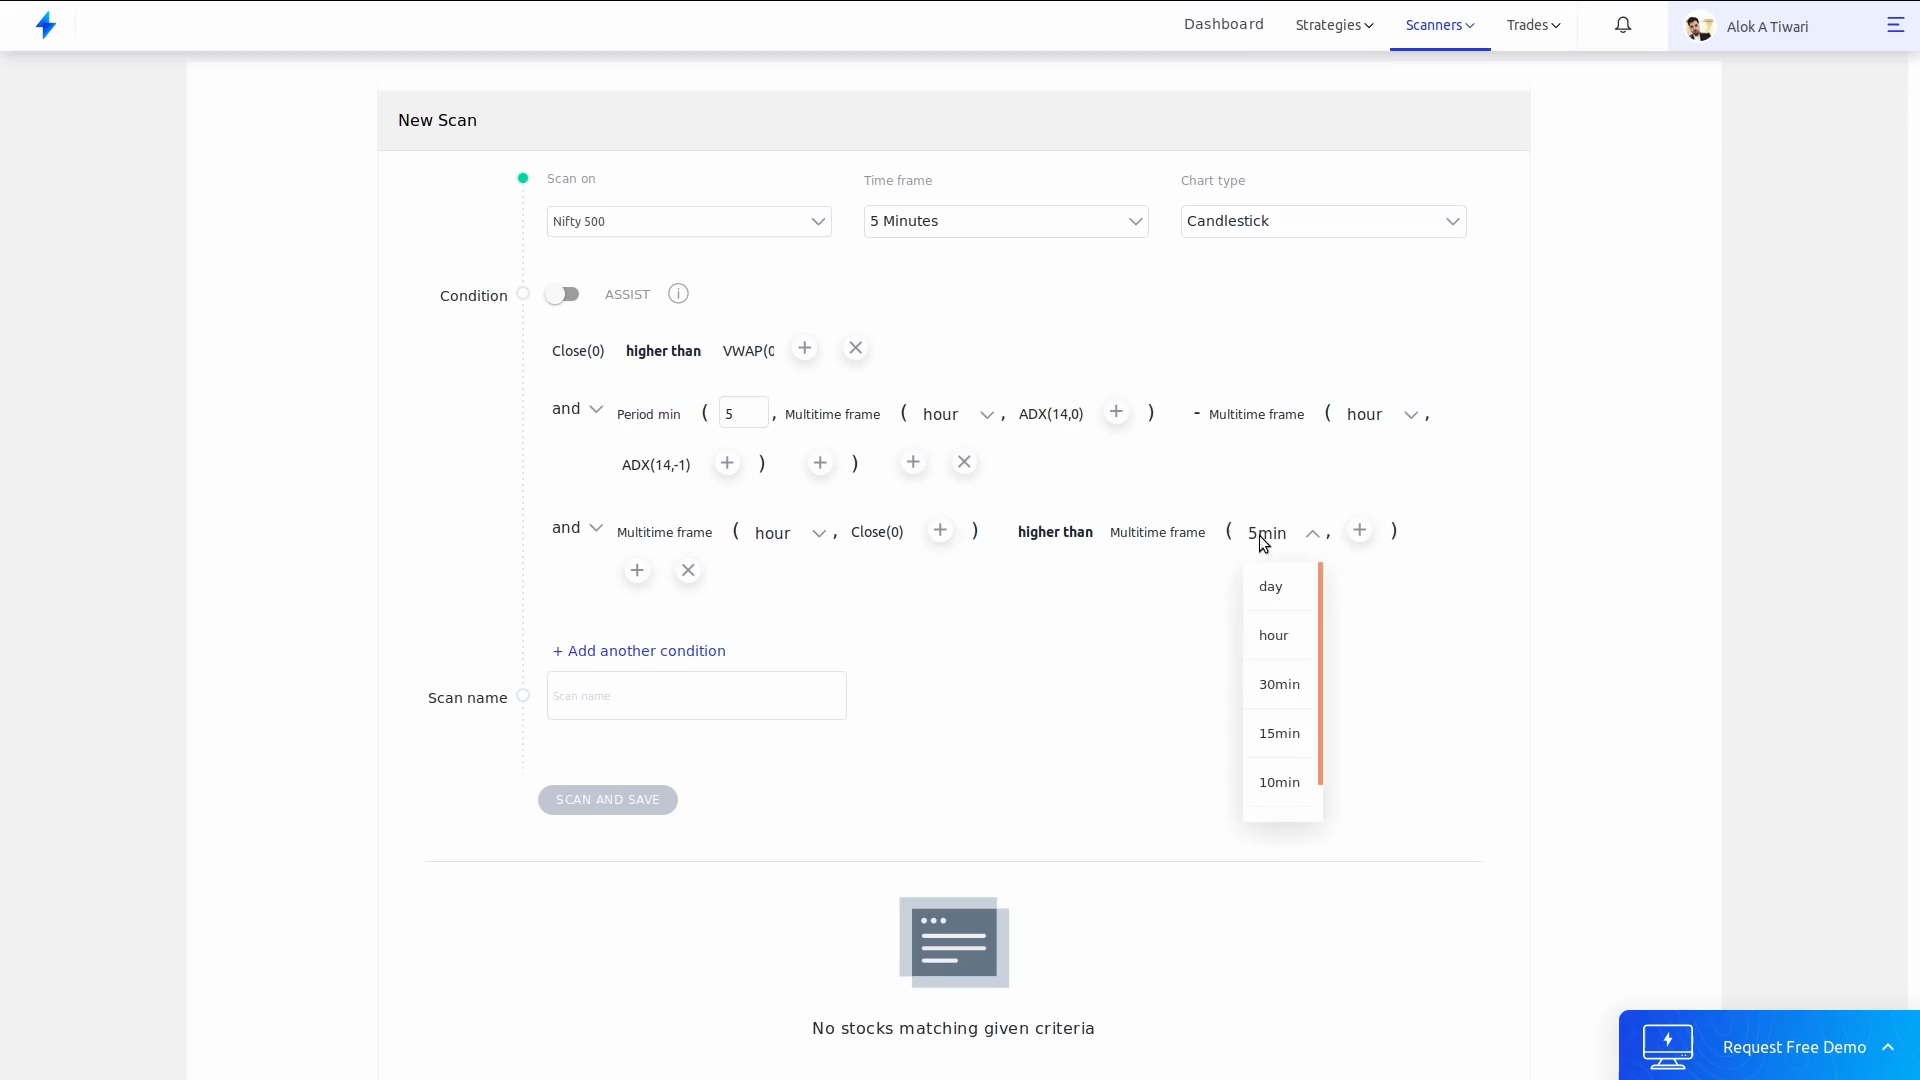 Dashboard Strategies Scanners Trades Alok A Tiwari
New Scan
Scan on Time frame Chart type
Nifty 500 5 Minutes Candlestick
Condition ASSIST i
Close(0) higher than VWAP(0 + ×
and Period min ( 5 , Multitime frame ( hour , ADX(14,0) + ) - Multitime frame ( hour ,
ADX(14,-1) + ) + ) + ×
and Multitime frame ( hour , Close(0) + ) higher than Multitime frame ( 5min , + )
+ ×
day
hour
30min
15min
10min
+ Add another condition
Scan name Scan name
SCAN AND SAVE
No stocks matching given criteria
Request Free Demo